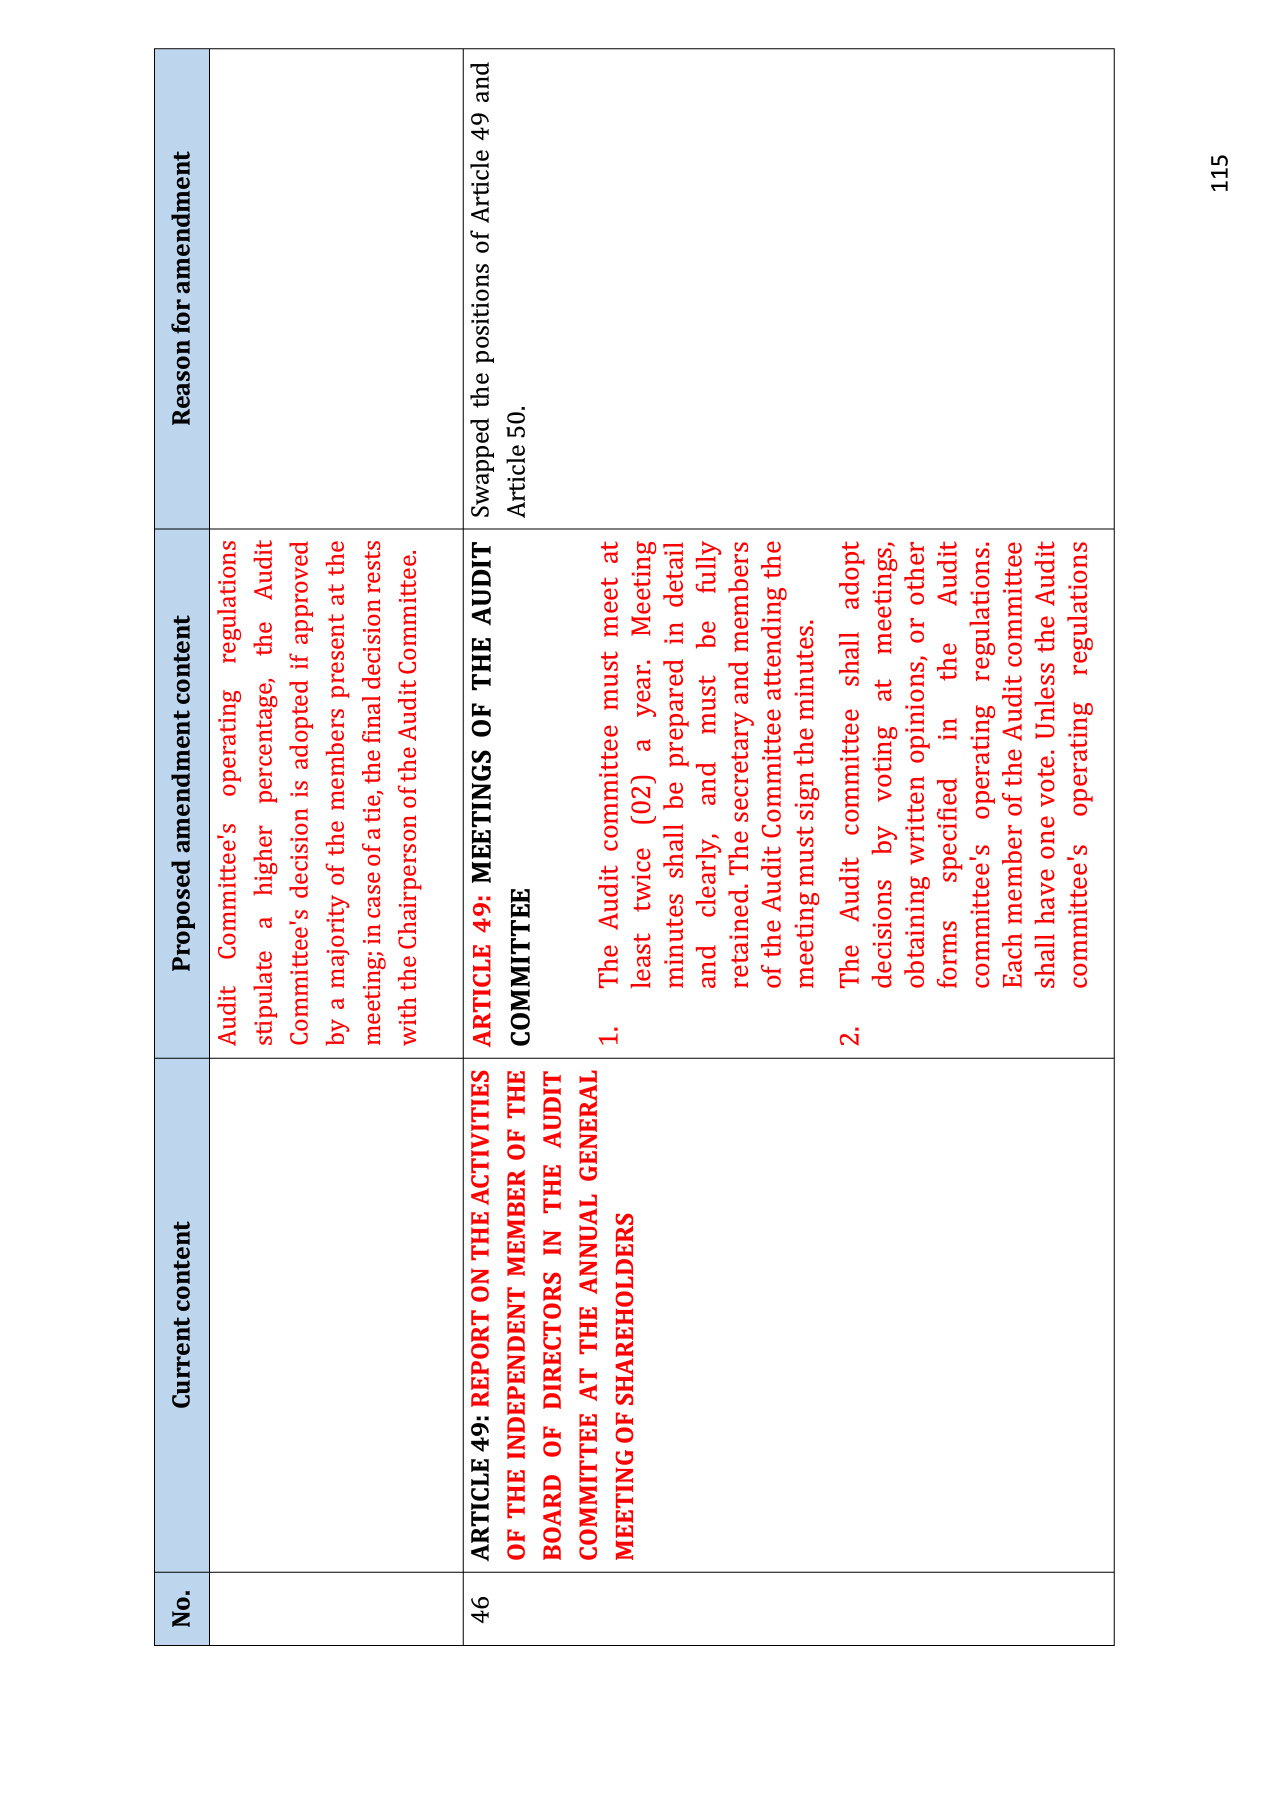 No.
Current content
Proposed amendment content
Reason for amendment
Audit Committee's operating regulations
stipulate a higher percentage, the Audit
Committee's decision is adopted if approved
by a majority of the members present at the
meeting; in case of a tie, the final decision rests
with the Chairperson of the Audit Committee.
46
ARTICLE 49: REPORT ON THE ACTIVITIES
OF THE INDEPENDENT MEMBER OF THE
BOARD OF DIRECTORS IN THE AUDIT
COMMITTEE AT THE ANNUAL GENERAL
MEETING OF SHAREHOLDERS
ARTICLE 49: MEETINGS OF THE AUDIT
COMMITTEE
1. The Audit committee must meet at
least twice (02) a year. Meeting
minutes shall be prepared in detail
and clearly, and must be fully
retained. The secretary and members
of the Audit Committee attending the
meeting must sign the minutes.
2. The Audit committee shall adopt
decisions by voting at meetings,
obtaining written opinions, or other
forms specified in the Audit
committee's operating regulations.
Each member of the Audit committee
shall have one vote. Unless the Audit
committee's operating regulations
Swapped the positions of Article 49 and
Article 50.
115